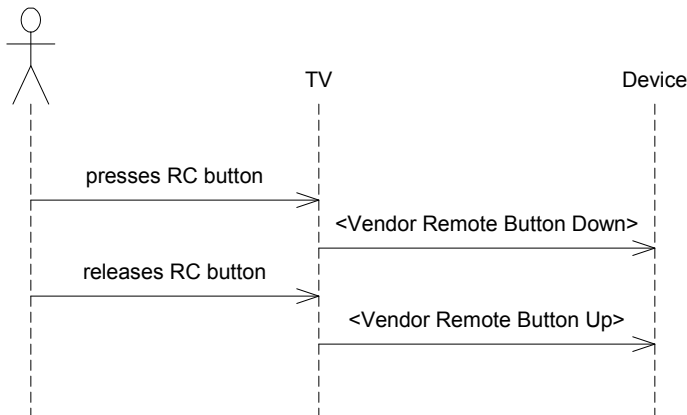 TV
Device
presses RC button
<Vendor Remote Button Down>
releases RC button
<Vendor Remote Button Up>